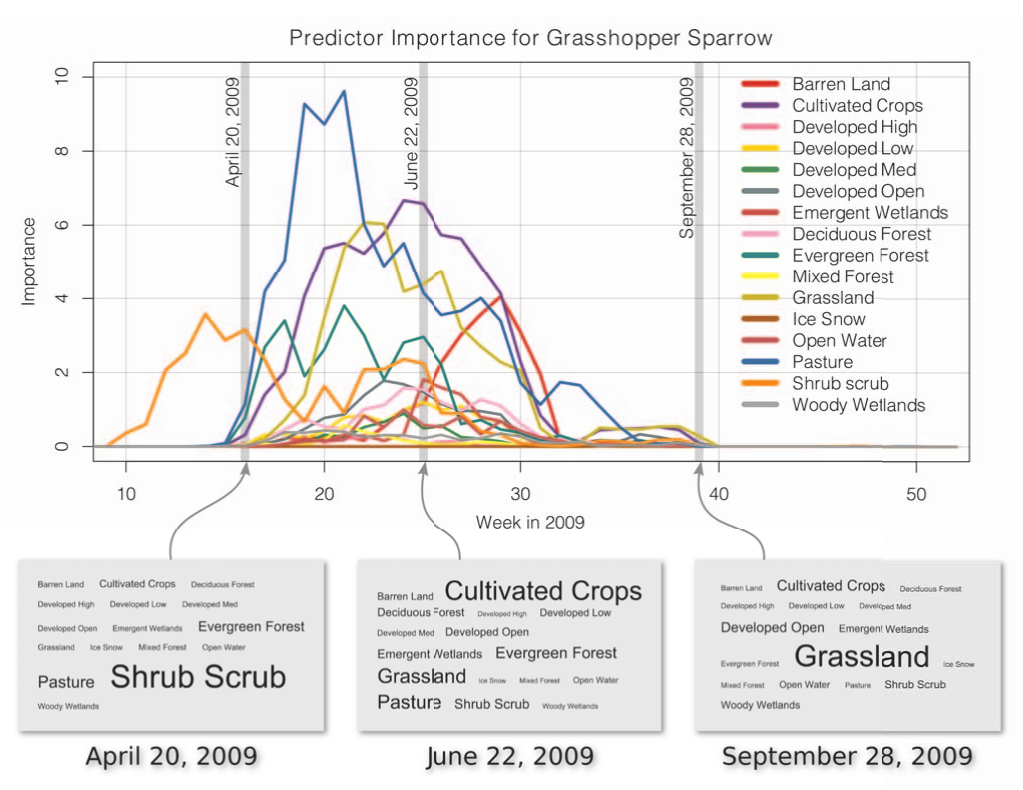 Predictor Importance for Grasshopper Sparrow
Importance
10
8
6
4
2
0
April 20, 2009
June 22, 2009
September 28, 2009
Barren Land
Cultivated Crops
Developed High
Developed Low
Developed Med
Developed Open
Emergent Wetlands
Deciduous Forest
Evergreen Forest
Mixed Forest
Grassland
Ice Snow
Open Water
Pasture
Shrub scrub
Woody Wetlands
10 20 30 40 50
Week in 2009
Barren Land Cultivated Crops Deciduous Forest
Developed High Developed Low Developed Med
Developed Open Emergent Wetlands Evergreen Forest
Grassland Ice Snow Mixed Forest Open Water
Pasture Shrub Scrub
Woody Wetlands
April 20, 2009
Barren Land Cultivated Crops
Deciduous Forest Developed High Developed Low
Developed Med Developed Open
Emergent Wetlands Evergreen Forest
Grassland Ice Snow Mixed Forest Open Water
Pasture Shrub Scrub Woody Wetlands
June 22, 2009
Barren Land Cultivated Crops Deciduous Forest
Developed High Developed Low Developed Med
Developed Open Emergent Wetlands
Evergreen Forest Grassland Ice Snow
Mixed Forest Open Water Pasture Shrub Scrub
Woody Wetlands
September 28, 2009